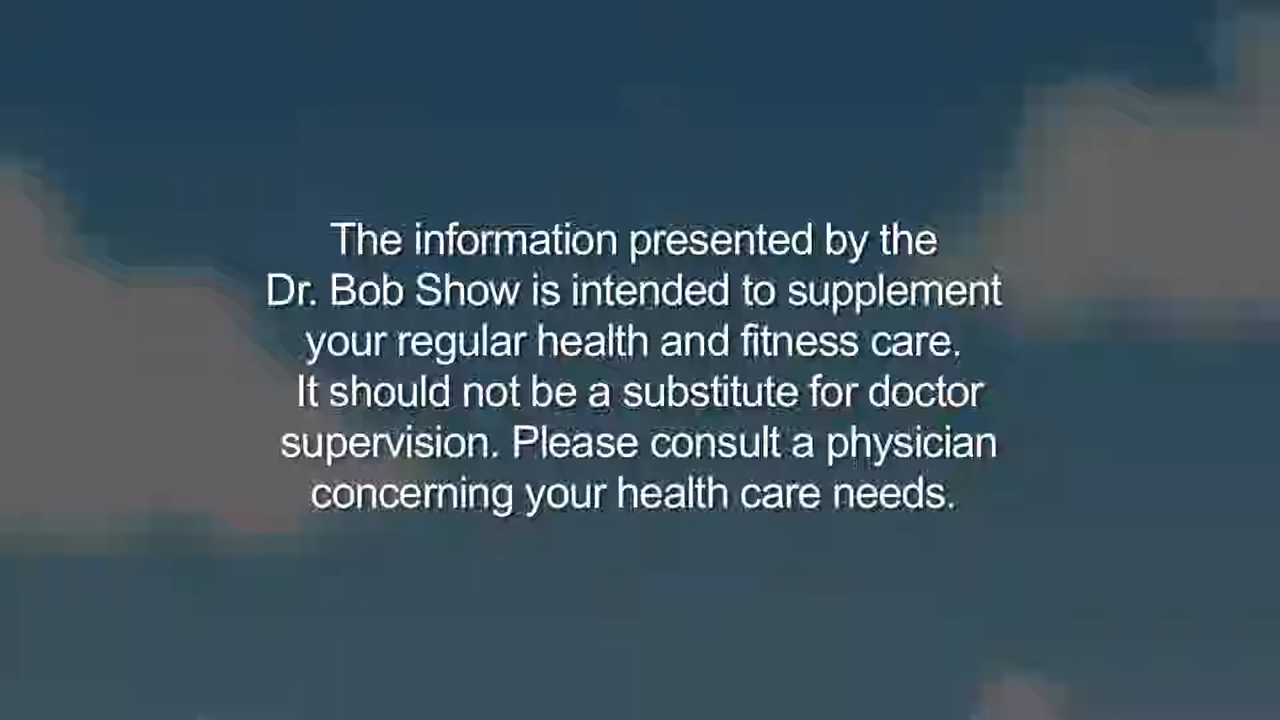 The information presented by the
Dr. Bob Show is intended to supplement
your regular health and fitness care.
It should not be a substitute for doctor
supervision. Please consult a physician
concerning your health care needs.